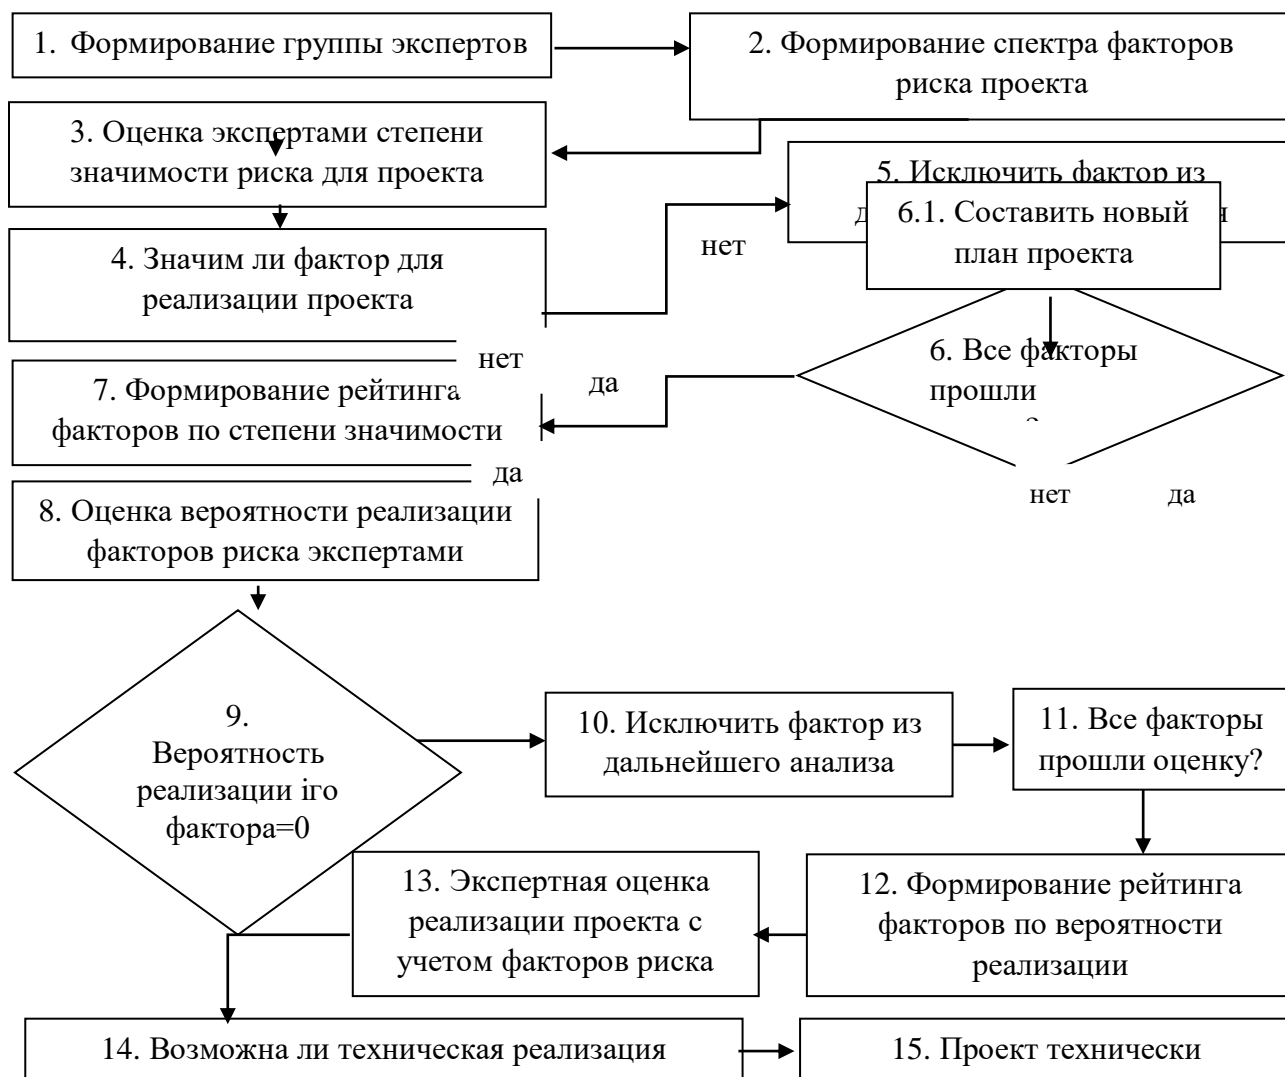 1. Формирование группы экспертов
2. Формирование спектра факторов
риска проекта
3. Оценка экспертами степени
значимости риска для проекта
5. Исключить фактор из
6.1. Составить новый
план проекта
нет
4. Значим ли фактор для
реализации проекта
нет
да
6. Все факторы
прошли
7. Формирование рейтинга
факторов по степени значимости
да
нет
да
8. Оценка вероятности реализации
факторов риска экспертами
9.
Вероятность
реализации iго
фактора=0
10. Исключить фактор из
дальнейшего анализа
11. Все факторы
прошли оценку?
13. Экспертная оценка
реализации проекта с
учетом факторов риска
12. Формирование рейтинга
факторов по вероятности
реализации
14. Возможна ли техническая реализация
15. Проект технически